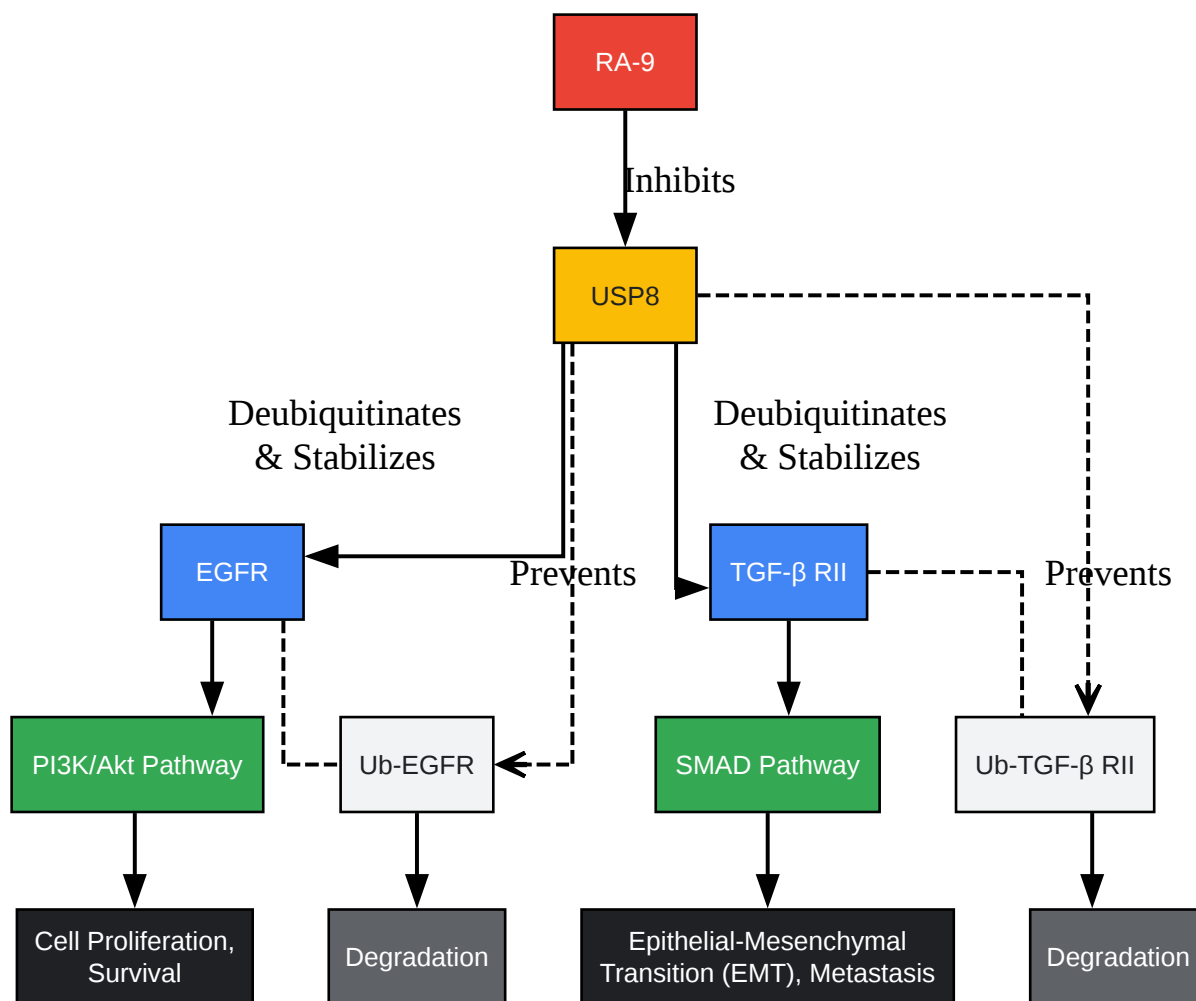 RA-9
Inhibits
USP8
Deubiquitinates
& Stabilizes
Deubiquitinates
& Stabilizes
EGFR
Prevents
TGF-β RII
Prevents
PI3K/Akt Pathway
Ub-EGFR
SMAD Pathway
Ub-TGF-β RII
Cell Proliferation,
Survival
Degradation
Epithelial-Mesenchymal
Transition (EMT), Metastasis
Degradation